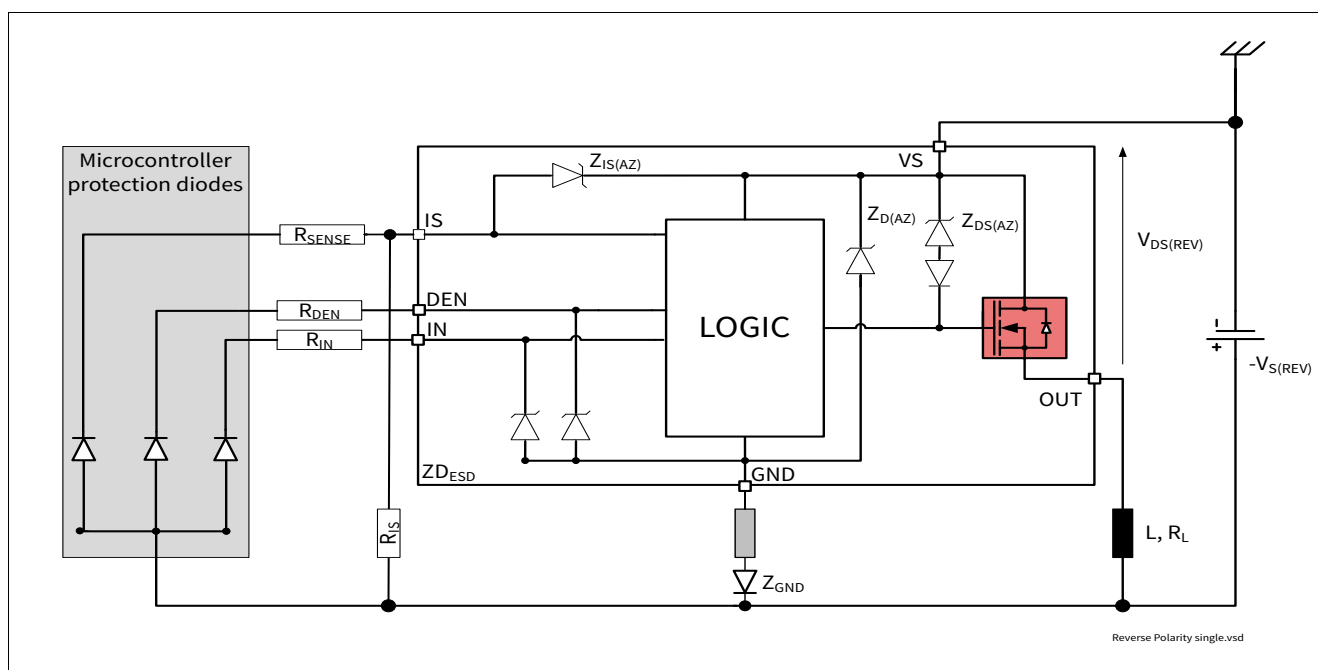 Microcontroller
protection diodes
Z_IS(AZ)
VS
IS
R_SENSE
Z_D(AZ)
Z_DS(AZ)
V_DS(REV)
DEN
R_DEN
IN
R_IN
LOGIC
-
+
-V_S(REV)
OUT
ZD_ESD
GND
R_IS
L, R_L
Z_GND
Reverse Polarity single.vsd